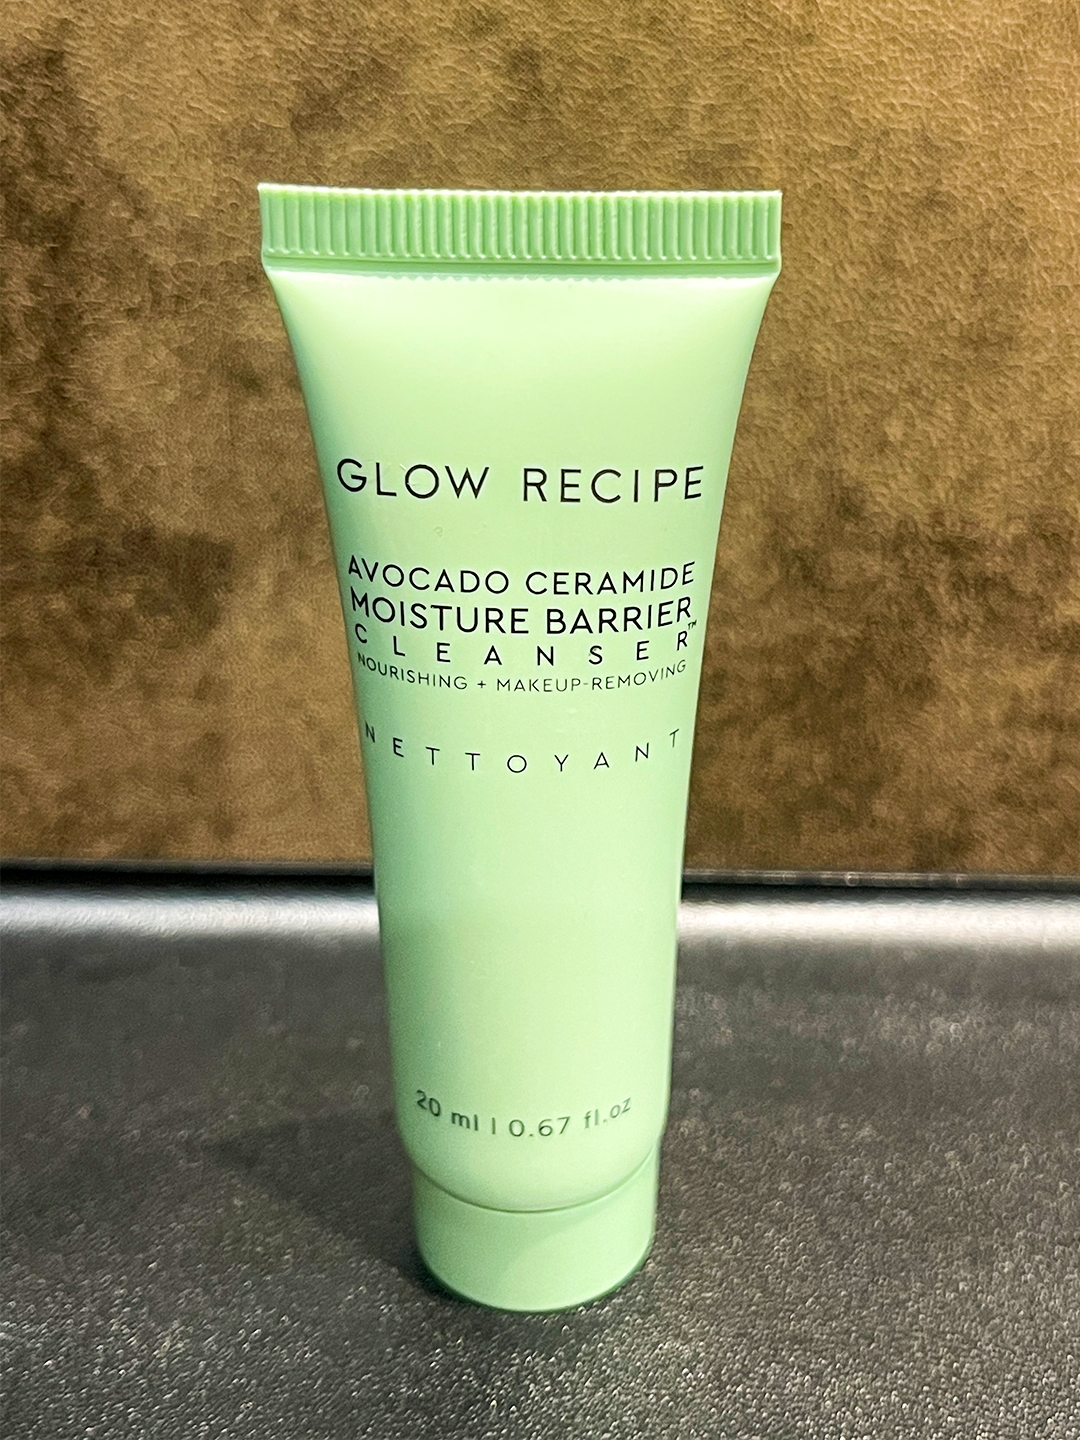 GLOW RECIPE
AVOCADO CERAMIDE
MOISTURE BARRIER
CLEANSER™
NOURISHING + MAKEUP-REMOVING
NETTOYANT
20 ml | 0.67 fl.oz